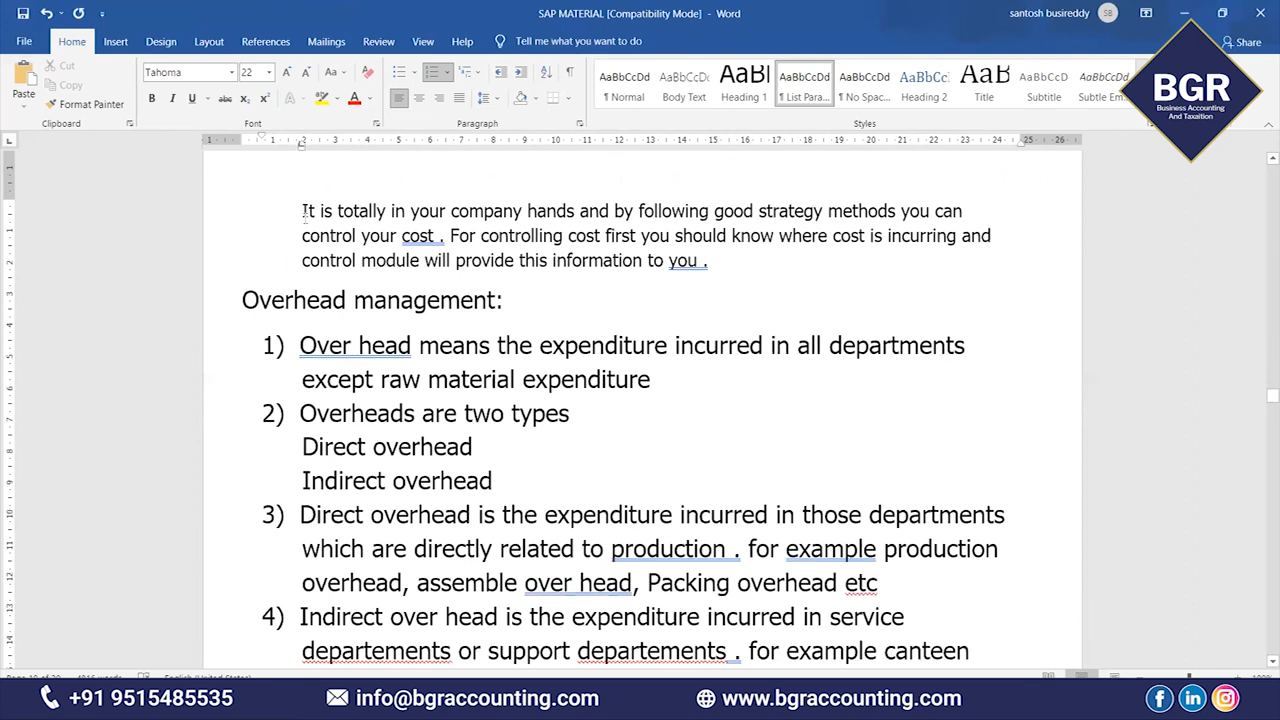 SAP MATERIAL [Compatibility Mode] - Word
santosh busireddy SB
File Home Insert Design Layout References Mailings Review View Help Tell me what you want to do Share
Paste
Cut
Copy
Format Painter
Clipboard
Tahoma 22
Font
Paragraph
AaBbCcDd AaBbCcDd AaBl AaBbCcDd AaBbCcDd AaBbCc AaB AaBbCcD AaBbCcDd
¶ Normal Body Text Heading 1 ¶ List Para... ¶ No Spac... Heading 2 Title Subtitle Subtle Em...
Styles
BGR
Business Accounting
And Taxaition
It is totally in your company hands and by following good strategy methods you can
control your cost . For controlling cost first you should know where cost is incurring and
control module will provide this information to you .
Overhead management:
1) Over head means the expenditure incurred in all departments
except raw material expenditure
2) Overheads are two types
Direct overhead
Indirect overhead
3) Direct overhead is the expenditure incurred in those departments
which are directly related to production . for example production
overhead, assemble over head, Packing overhead etc
4) Indirect over head is the expenditure incurred in service
departements or support departements . for example canteen
+91 9515485535 info@bgraccounting.com www.bgraccounting.com